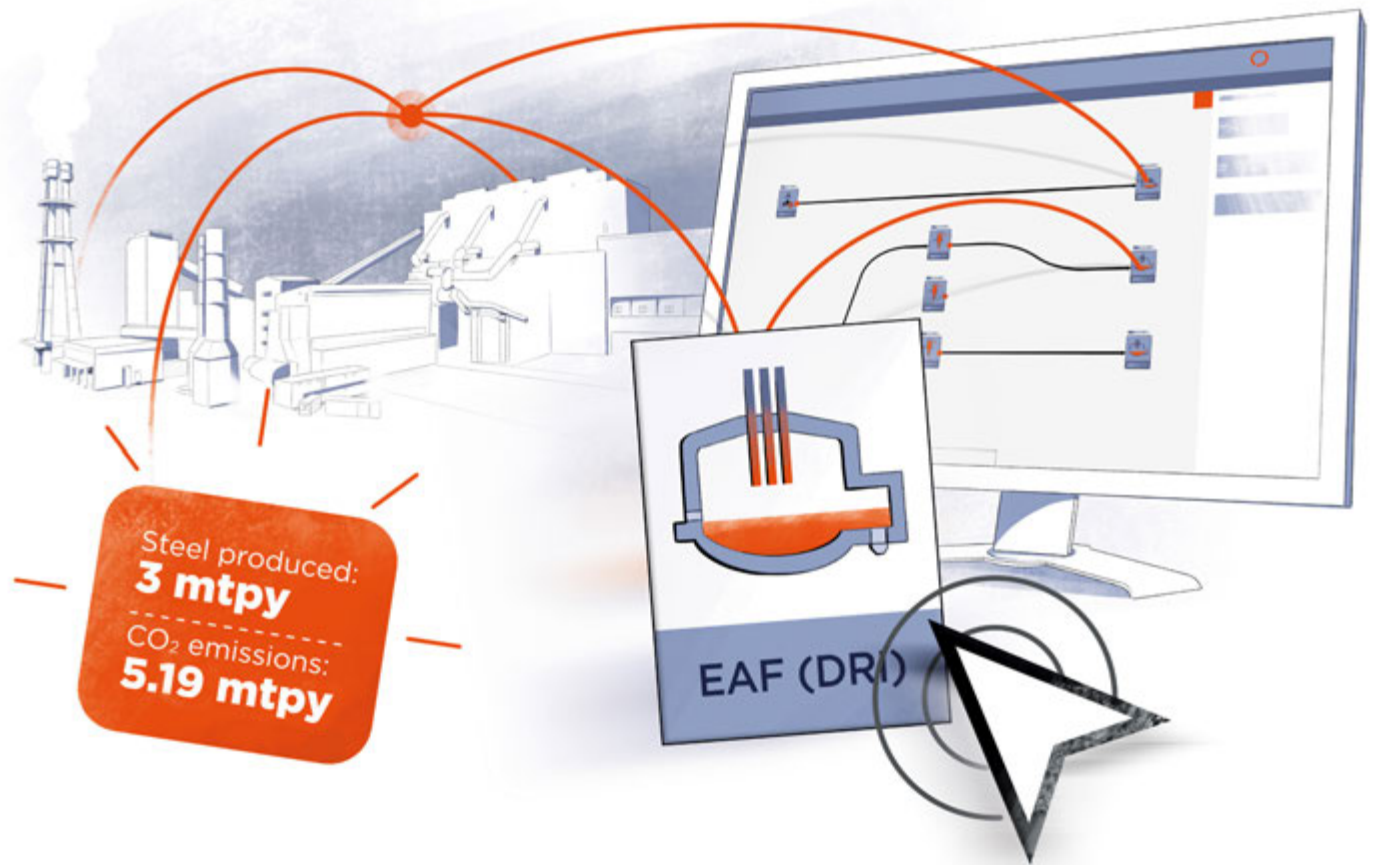 Steel produced:
3 mtpy
CO₂ emissions:
5.19 mtpy
EAF (DRI)